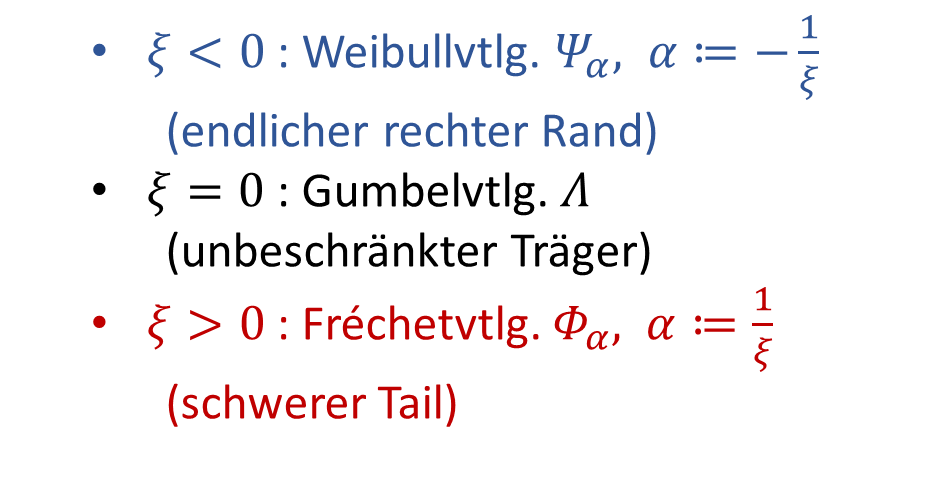 • ξ < 0 : Weibullvtlg. Ψ_α, α := −1/ξ
(endlicher rechter Rand)
• ξ = 0 : Gumbelvtlg. Λ
(unbeschränkter Träger)
• ξ > 0 : Fréchetvtlg. Φ_α, α := 1/ξ
(schwerer Tail)